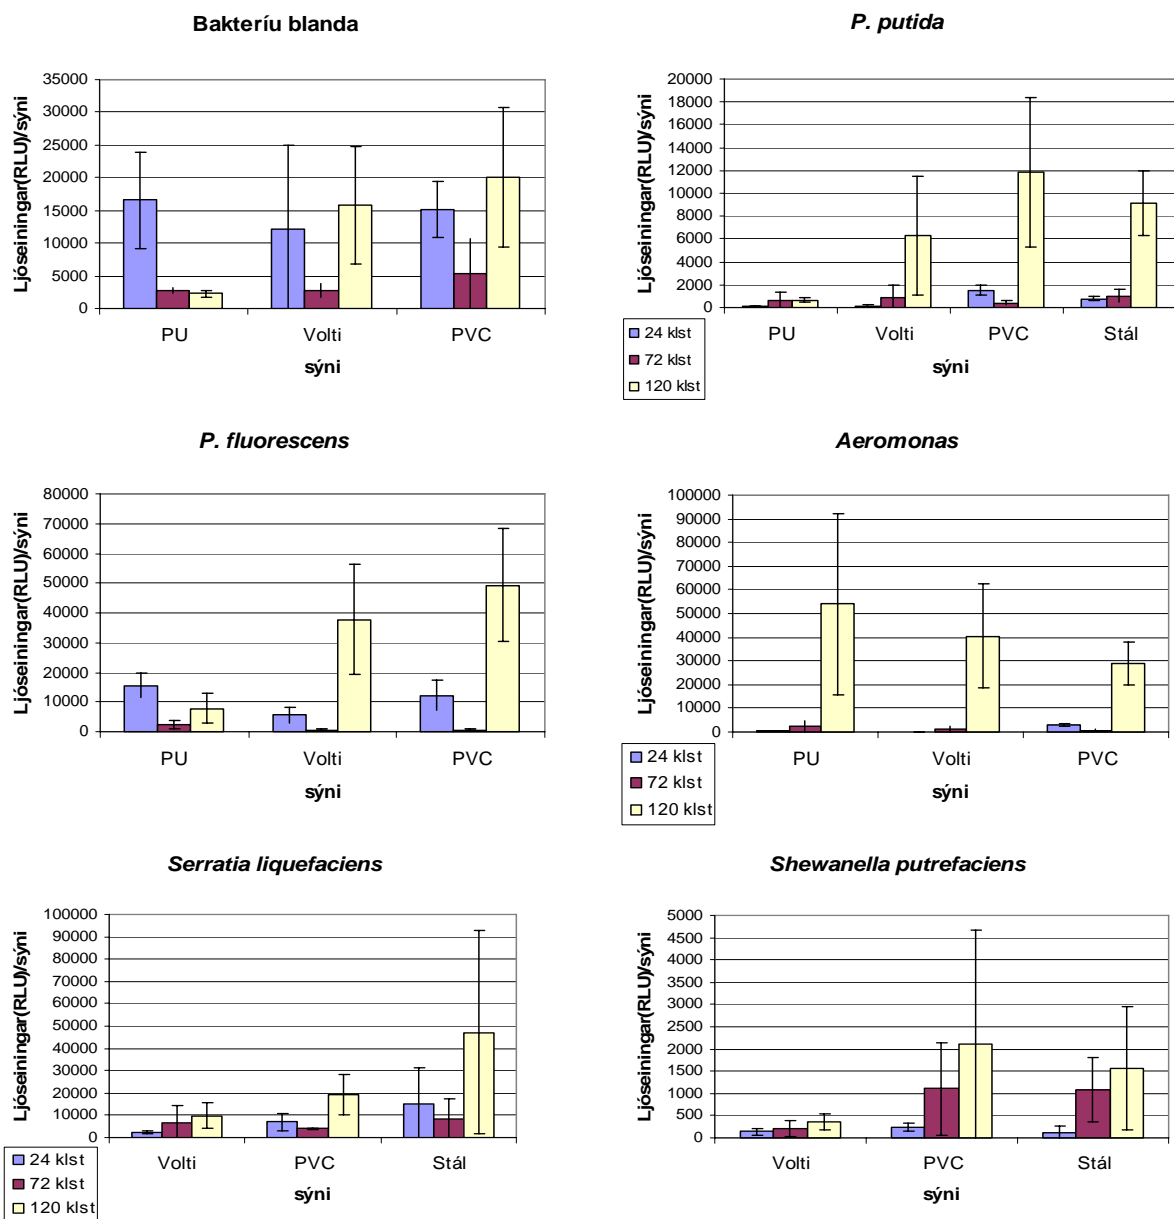 Bakteríu blanda
Ljóseiningar(RLU)/sýni
35000
30000
25000
20000
15000
10000
5000
0
PU Volti PVC
sýni
P. putida
Ljóseiningar(RLU)/sýni
20000
18000
16000
14000
12000
10000
8000
6000
4000
2000
0
PU Volti PVC Stál
sýni
24 klst
72 klst
120 klst
P. fluorescens
Ljóseiningar(RLU)/sýni
80000
70000
60000
50000
40000
30000
20000
10000
0
PU Volti PVC
sýni
Aeromonas
Ljóseiningar(RLU)/sýni
100000
90000
80000
70000
60000
50000
40000
30000
20000
10000
0
PU Volti PVC
sýni
24 klst
72 klst
120 klst
Serratia liquefaciens
Ljóseiningar(RLU)/sýni
100000
90000
80000
70000
60000
50000
40000
30000
20000
10000
0
Volti PVC Stál
sýni
24 klst
72 klst
120 klst
Shewanella putrefaciens
Ljóseiningar(RLU)/sýni
5000
4500
4000
3500
3000
2500
2000
1500
1000
500
0
Volti PVC Stál
sýni